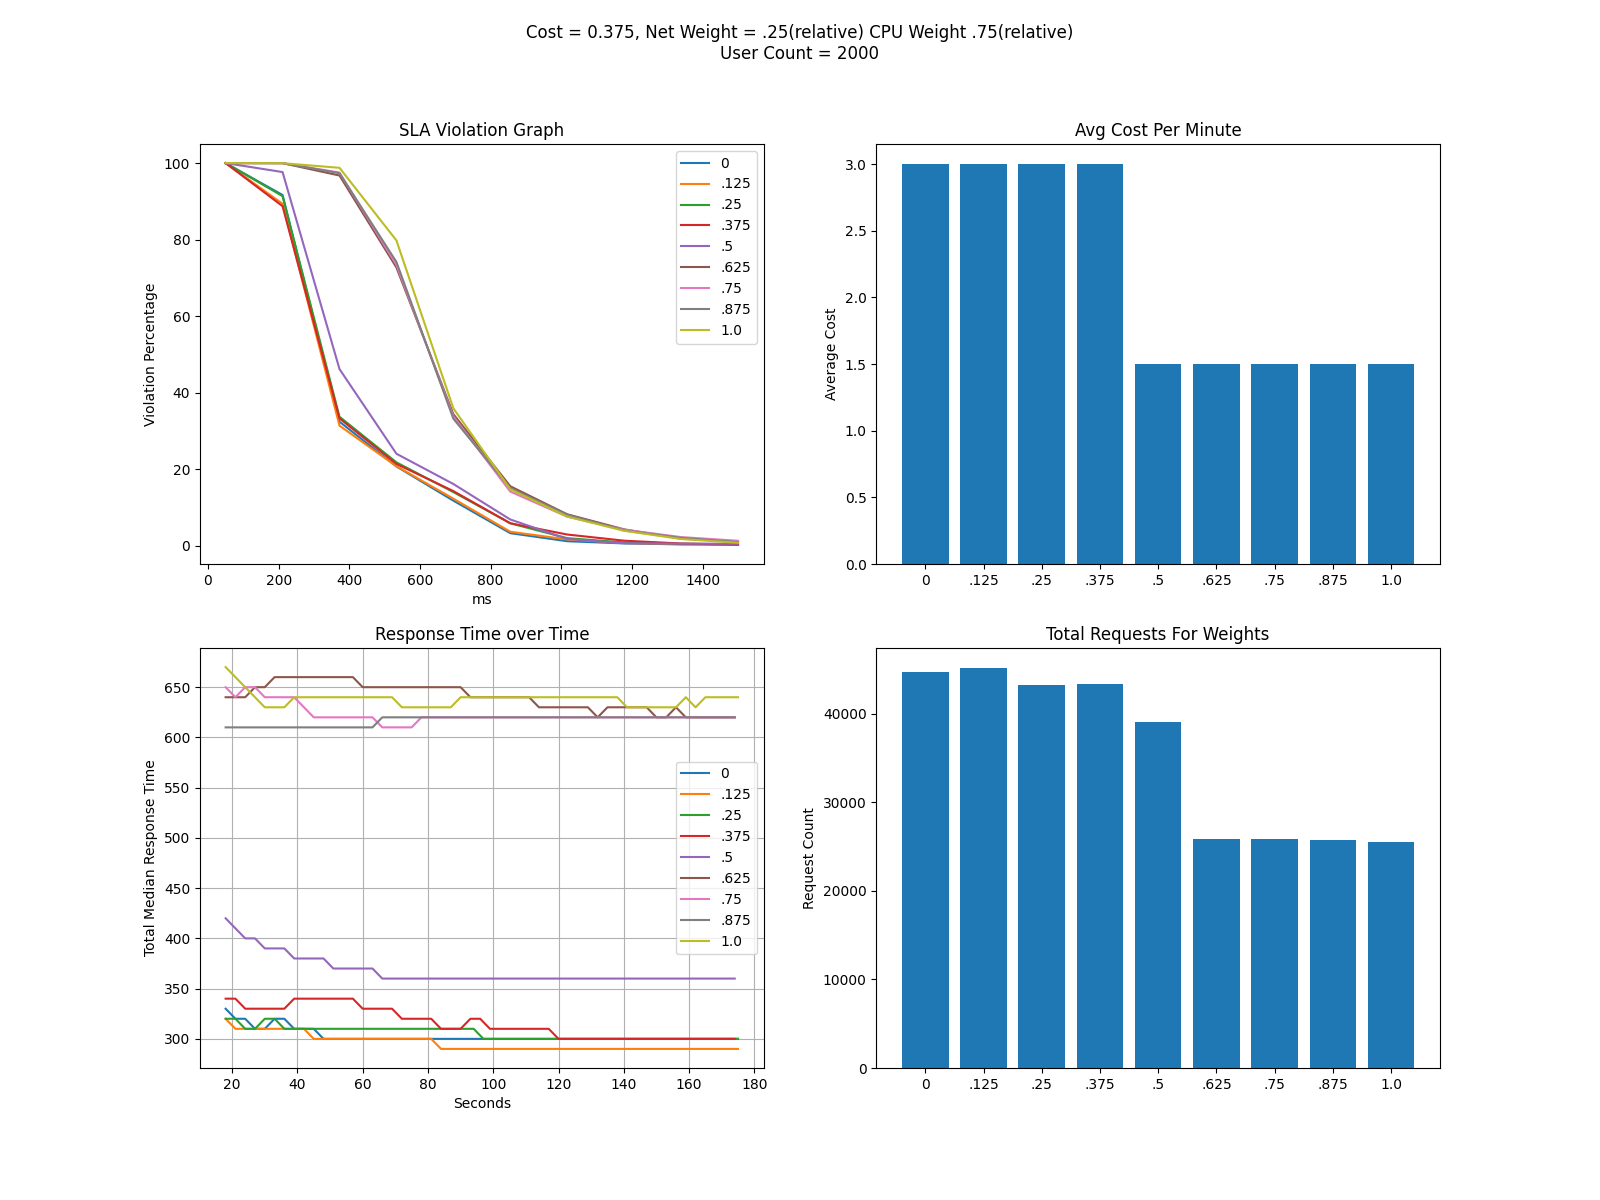 Cost = 0.375, Net Weight = .25(relative) CPU Weight .75(relative)
User Count = 2000
SLA Violation Graph
Violation Percentage
100
80
60
40
20
0
0 200 400 600 800 1000 1200 1400
ms
0
.125
.25
.375
.5
.625
.75
.875
1.0
Avg Cost Per Minute
Average Cost
3.0
2.5
2.0
1.5
1.0
0.5
0.0
0 .125 .25 .375 .5 .625 .75 .875 1.0
Response Time over Time
Total Median Response Time
650
600
550
500
450
400
350
300
20 40 60 80 100 120 140 160 180
Seconds
0
.125
.25
.375
.5
.625
.75
.875
1.0
Total Requests For Weights
Request Count
40000
30000
20000
10000
0
0 .125 .25 .375 .5 .625 .75 .875 1.0